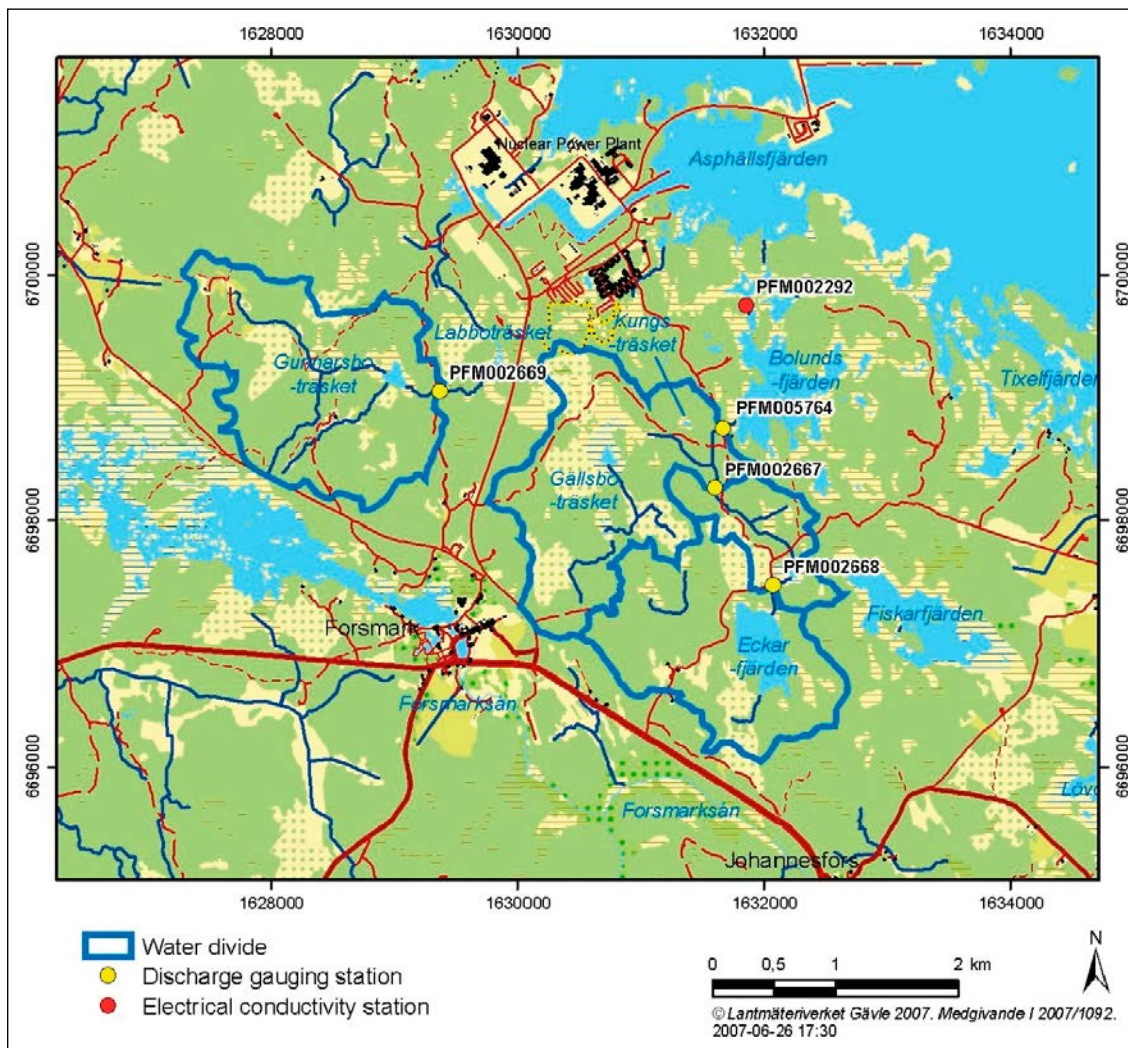 1628000 1630000 1632000 1634000
Nuclear Power Plant
Asphällsfjärden
6700000
6700000
PFM002292
Labboträsket
Kungs
-träsket
Gunnarsbo
-träsket
Bolunds
-fjärden
Tixelfjärden
PFM002669
PFM005764
PFM002667
Gällsbo
-träsket
6698000
6698000
PFM002668
Forsmark
Fiskarfjärden
Eckar
-fjärden
Forsmarksån
6696000
6696000
Forsmarksån
Johannesfors
1628000 1630000 1632000 1634000
Water divide
Discharge gauging station
Electrical conductivity station
N
0 0,5 1 2 km
© Lantmäteriverket Gävle 2007. Medgivande I 2007/1092.
2007-06-26 17:30